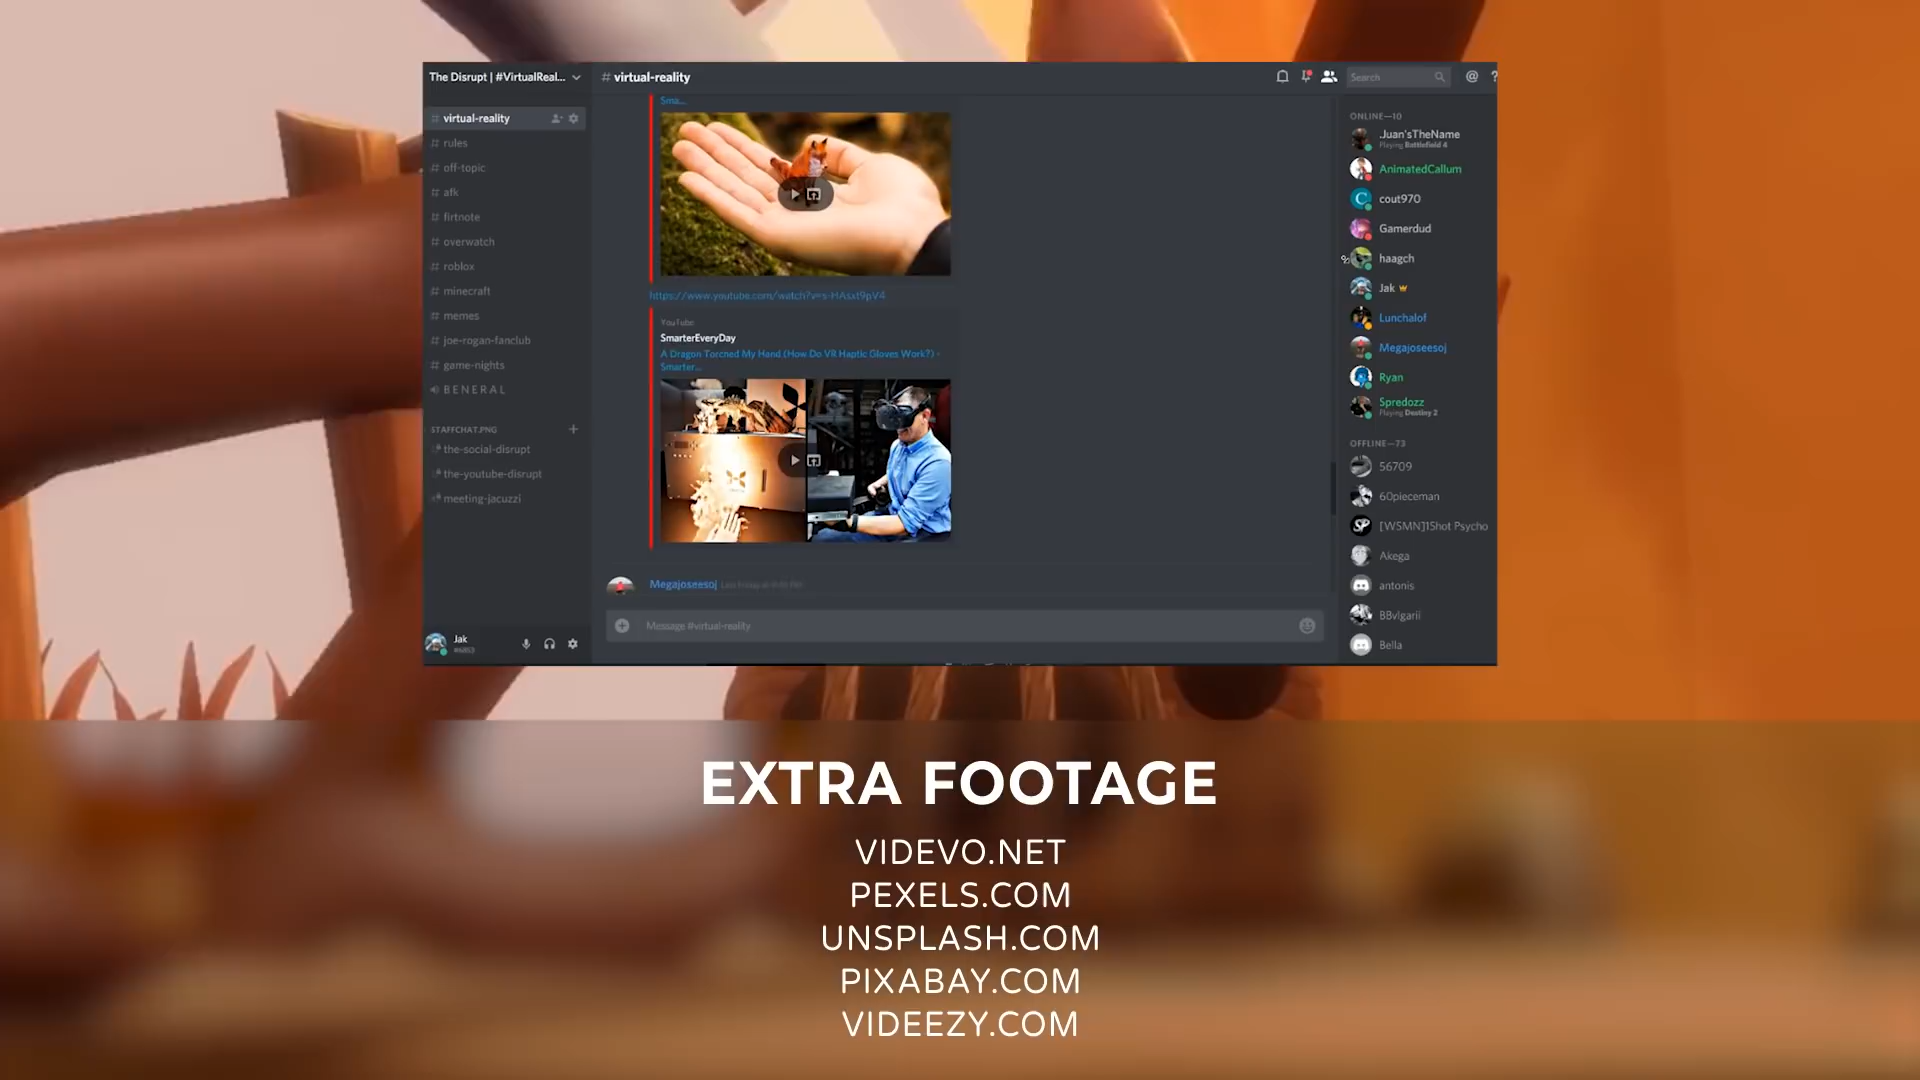 The Disrupt | #VirtualReal...
# virtual-reality
Search
@ ?
# virtual-reality
# rules
# off-topic
# afk
# firtnote
# overwatch
# roblox
# minecraft
# memes
# joe-rogan-fanclub
# game-nights
BENERAL
STAFFCHAT.PNG
the-social-disrupt
the-youtube-disrupt
meeting-jacuzzi
Jak
Sma...
https://www.youtube.com/watch?v=s-HAsxt9pV4
YouTube
SmarterEveryDay
A Dragon Torched My Hand (How Do VR Haptic Gloves Work?) -
Smarter...
Megajoseesoj
Message #virtual-reality
ONLINE—10
.Juan'sTheName
Playing Battlefield 4
AnimatedCallum
cout970
Gamerdud
haagch
Jak
Lunchalof
Megajoseesoj
Ryan
Spredozz
Playing Destiny 2
OFFLINE—73
56709
60pieceman
[WSMN]1Shot Psycho
Akega
antonis
BBvlgarii
Bella
EXTRA FOOTAGE
VIDEVO.NET
PEXELS.COM
UNSPLASH.COM
PIXABAY.COM
VIDEEZY.COM